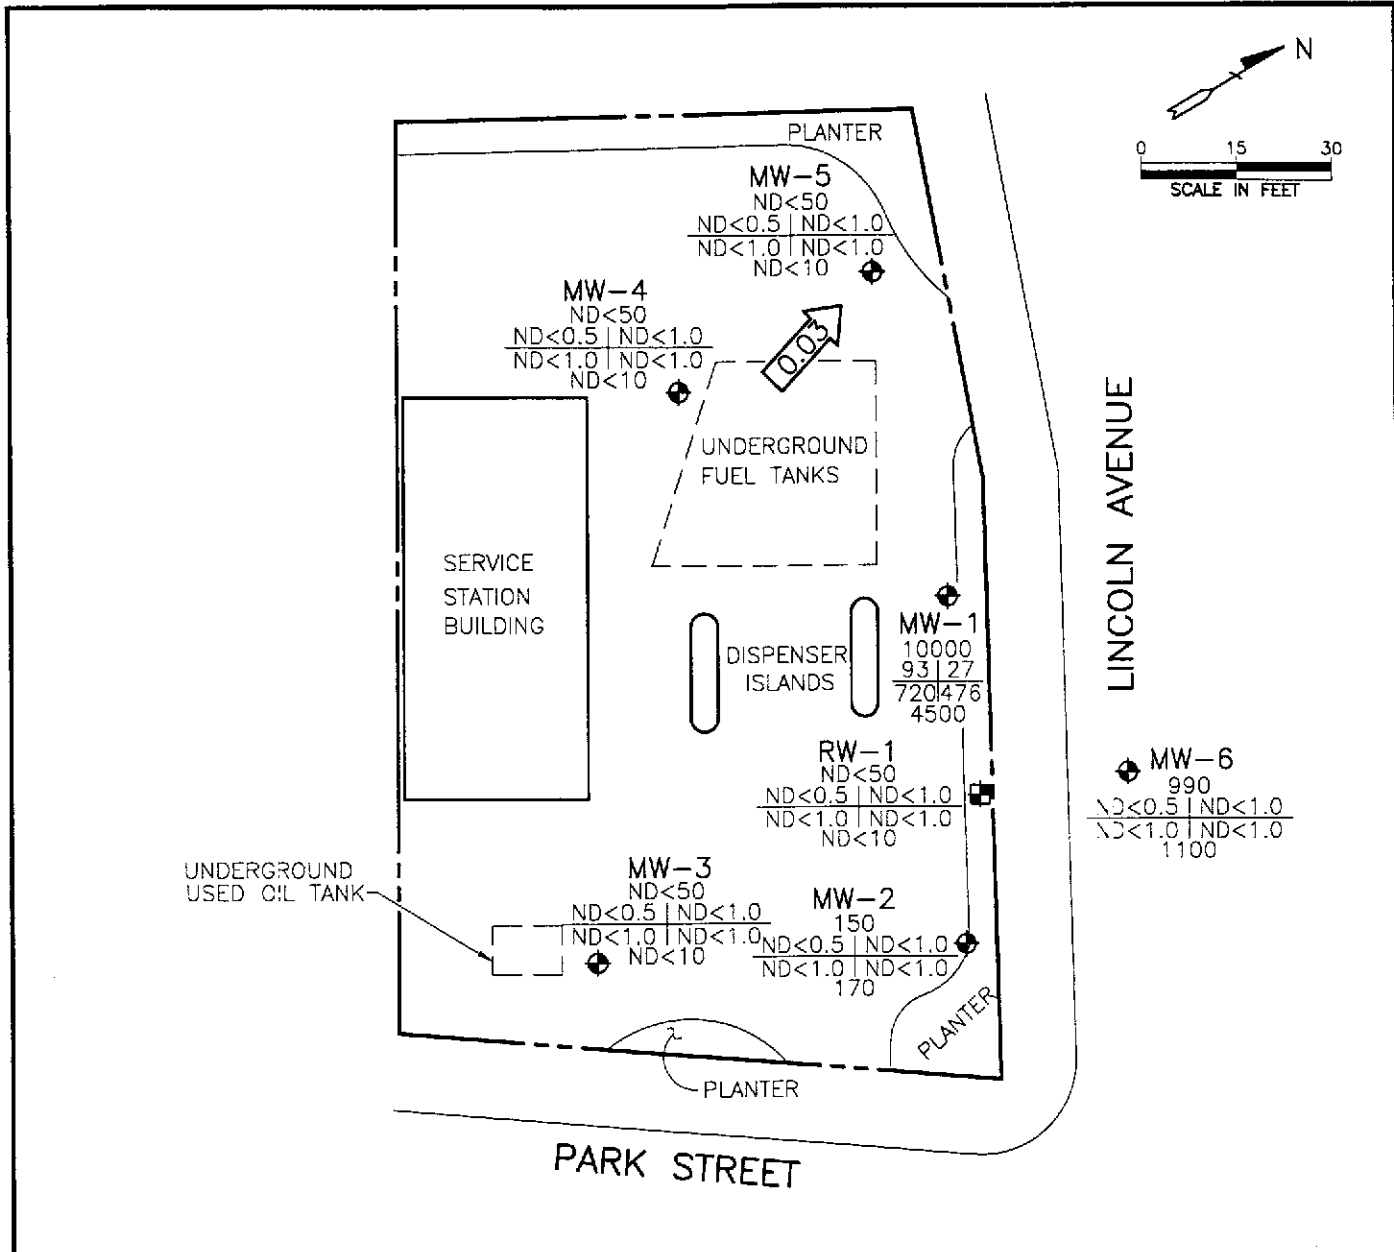 N
0 15 30
SCALE IN FEET
PLANTER
MW-5
ND<50
ND<0.5 | ND<1.0
ND<1.0 | ND<1.0
ND<10
MW-4
ND<50
ND<0.5 | ND<1.0
ND<1.0 | ND<1.0
ND<10
0.03
UNDERGROUND
FUEL TANKS
LINCOLN AVENUE
SERVICE
STATION
BUILDING
DISPENSER
ISLANDS
MW-1
10000
93 | 27
720 | 476
4500
RW-1
ND<50
ND<0.5 | ND<1.0
ND<1.0 | ND<1.0
ND<10
MW-6
990
ND<0.5 | ND<1.0
ND<1.0 | ND<1.0
1100
UNDERGROUND
USED OIL TANK
MW-3
ND<50
ND<0.5 | ND<1.0
ND<1.0 | ND<1.0
ND<10
MW-2
150
ND<0.5 | ND<1.0
ND<1.0 | ND<1.0
170
PLANTER
PLANTER
PARK STREET